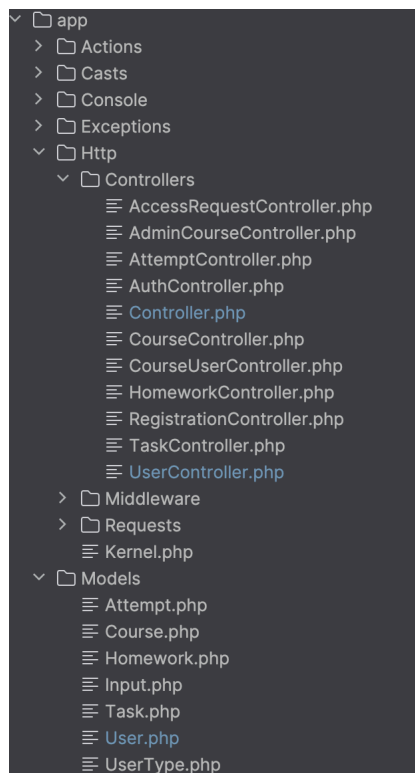 app
Actions
Casts
Console
Exceptions
Http
Controllers
AccessRequestController.php
AdminCourseController.php
AttemptController.php
AuthController.php
Controller.php
CourseController.php
CourseUserController.php
HomeworkController.php
RegistrationController.php
TaskController.php
UserController.php
Middleware
Requests
Kernel.php
Models
Attempt.php
Course.php
Homework.php
Input.php
Task.php
User.php
UserType.php